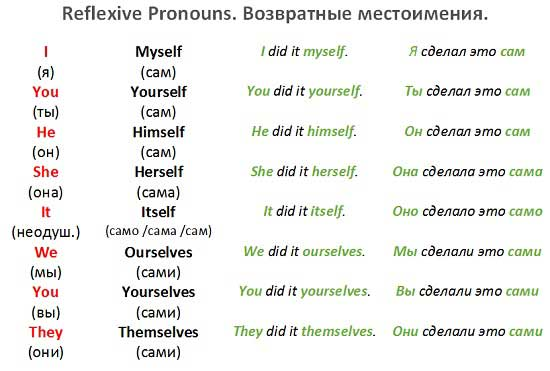 Reflexive Pronouns. Возвратные местоимения.
I Myself I did it myself. Я сделал это сам
(я) (сам)
You Yourself You did it yourself. Ты сделал это сам
(ты) (сам)
He Himself He did it himself. Он сделал это сам
(он) (сам)
She Herself She did it herself. Она сделала это сама
(она) (сама)
It Itself It did it itself. Оно сделало это само
(неодуш.) (само /сама /сам)
We Ourselves We did it ourselves. Мы сделали это сами
(мы) (сами)
You Yourselves You did it yourselves. Вы сделали это сами
(вы) (сами)
They Themselves They did it themselves. Они сделали это сами
(они) (сами)